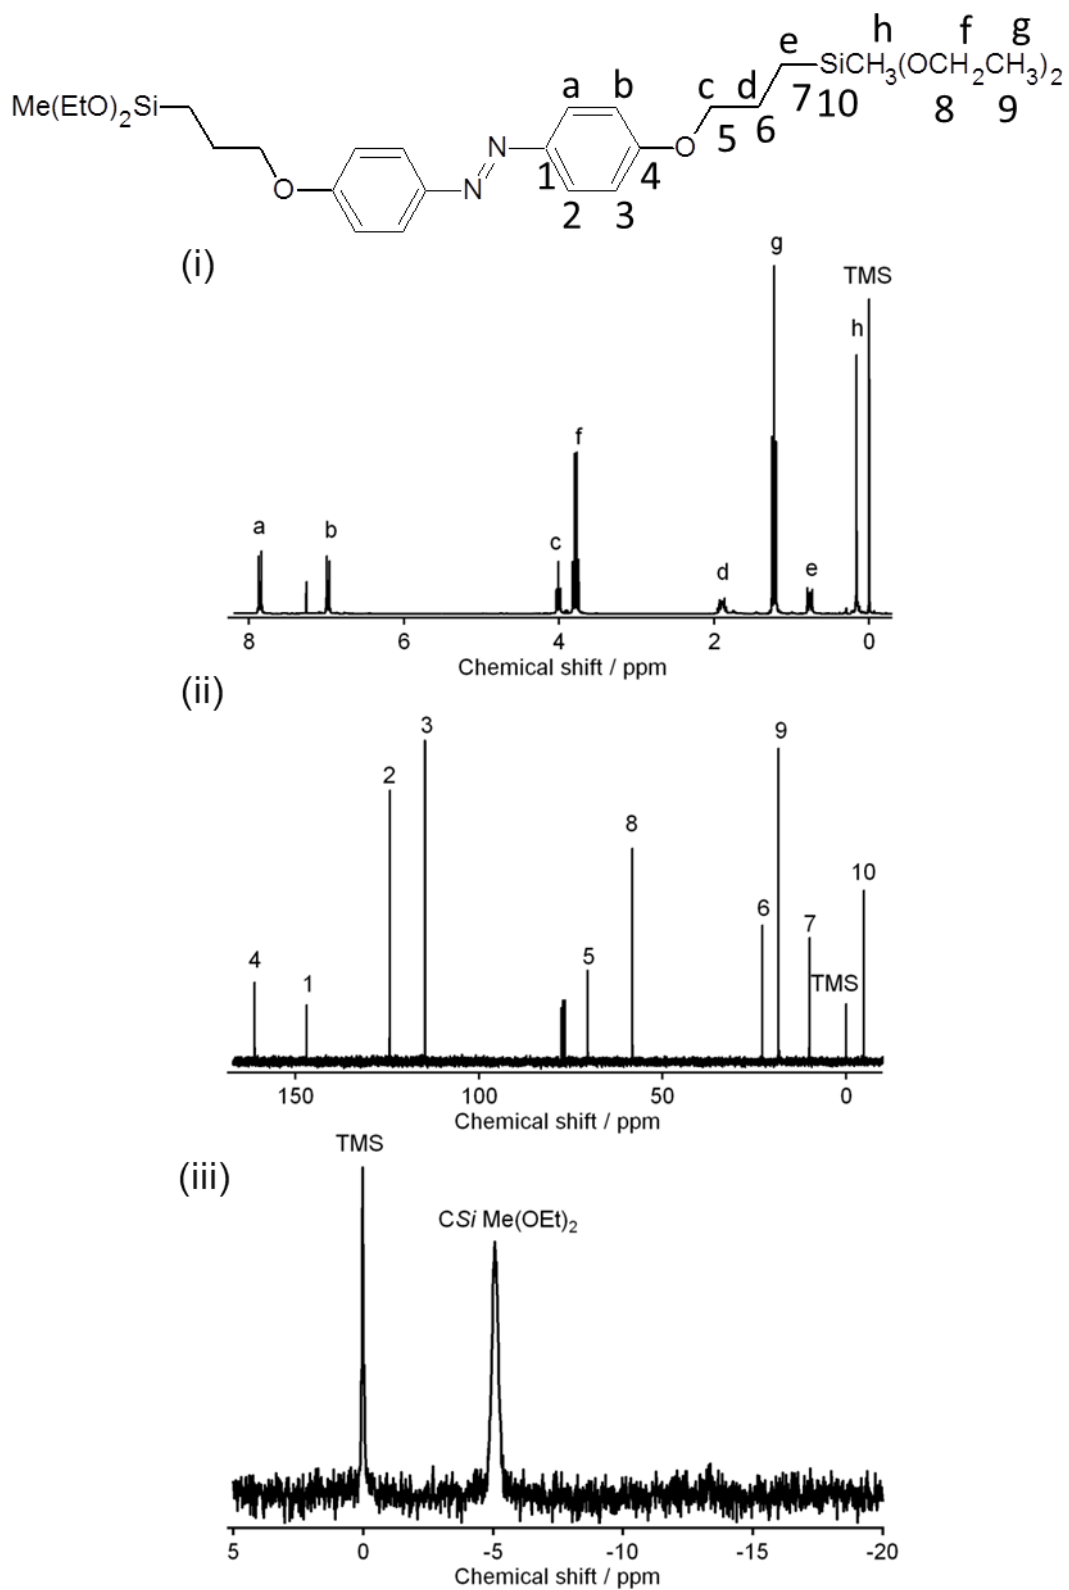 h f g
e
SiCH3(OCH2CH3)2
a b c d
7 10 8 9
Me(EtO)2Si
5 6
N
O
1 4
N
O
2 3
(i)
g
TMS
h
f
a b c d e
8 6 4 2 0
Chemical shift / ppm
(ii)
3
9
2
8
10
6
7
4 5
1 TMS
150 100 50 0
Chemical shift / ppm
TMS
(iii)
CSi Me(OEt)2
5 0 -5 -10 -15 -20
Chemical shift / ppm